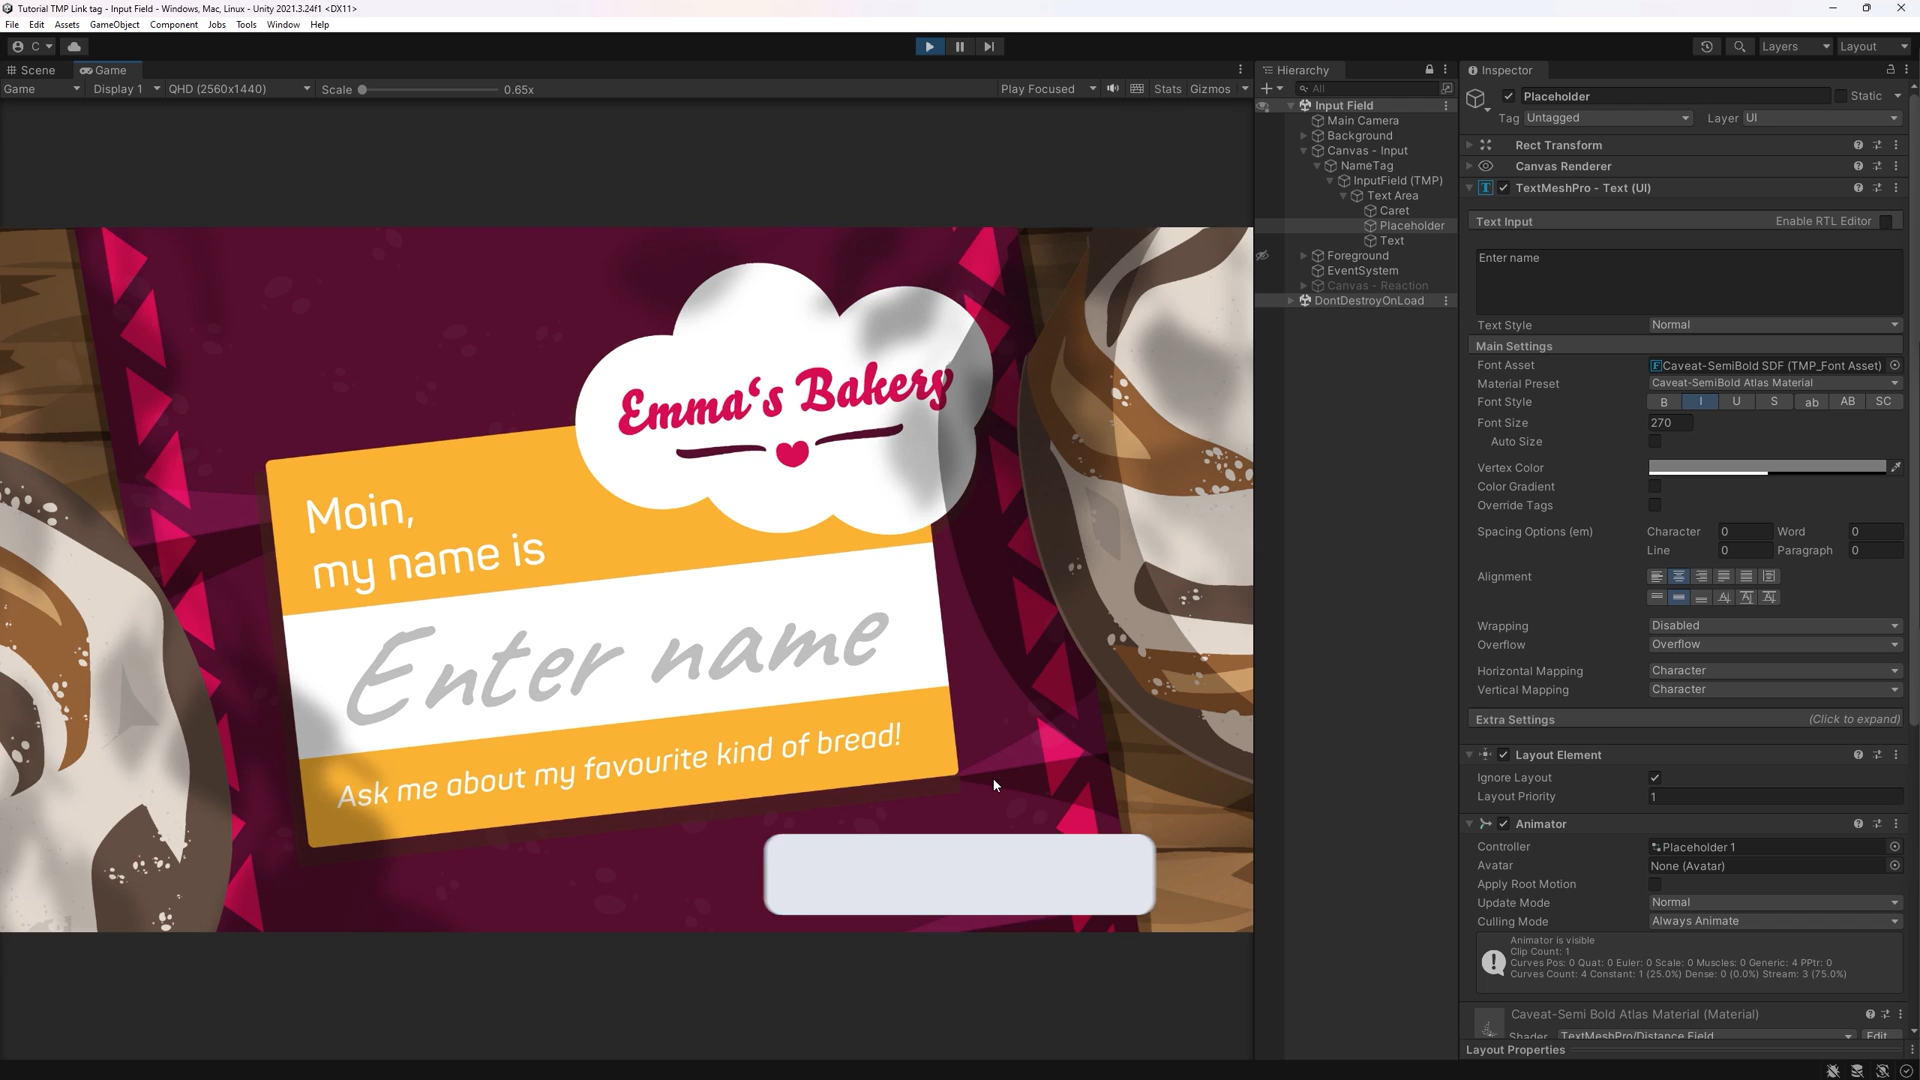 Tutorial TMP Link tag - Input Field - Windows, Mac, Linux - Unity 2021.3.24f1 <DX11>
File Edit Assets GameObject Component Jobs Tools Window Help
C
Layers Layout
Scene Game
Game Display 1 QHD (2560x1440) Scale 0.65x Play Focused Stats Gizmos
Emma's Bakery
Moin,
my name is
Enter name
Ask me about my favourite kind of bread!
Hierarchy
All
Input Field
Main Camera
Background
Canvas - Input
NameTag
InputField (TMP)
Text Area
Caret
Placeholder
Text
Foreground
EventSystem
Canvas - Reaction
DontDestroyOnLoad
Inspector
Placeholder Static
Tag Untagged Layer UI
Rect Transform
Canvas Renderer
TextMeshPro - Text (UI)
Text Input Enable RTL Editor
Enter name
Text Style Normal
Main Settings
Font Asset Caveat-SemiBold SDF (TMP_Font Asset)
Material Preset Caveat-SemiBold Atlas Material
Font Style B I U S ab AB SC
Font Size 270
Auto Size
Vertex Color
Color Gradient
Override Tags
Spacing Options (em) Character 0 Word 0
Line 0 Paragraph 0
Alignment
Wrapping Disabled
Overflow Overflow
Horizontal Mapping Character
Vertical Mapping Character
Extra Settings (Click to expand)
Layout Element
Ignore Layout
Layout Priority 1
Animator
Controller Placeholder 1
Avatar None (Avatar)
Apply Root Motion
Update Mode Normal
Culling Mode Always Animate
Animator is visible
Clip Count: 1
Curves Pos: 0 Quat: 0 Euler: 0 Scale: 0 Muscles: 0 Generic: 4 PPtr: 0
Curves Count: 4 Constant: 1 (25.0%) Dense: 0 (0.0%) Stream: 3 (75.0%)
Caveat-Semi Bold Atlas Material (Material)
Shader TextMeshPro/Distance Field Edit
Layout Properties